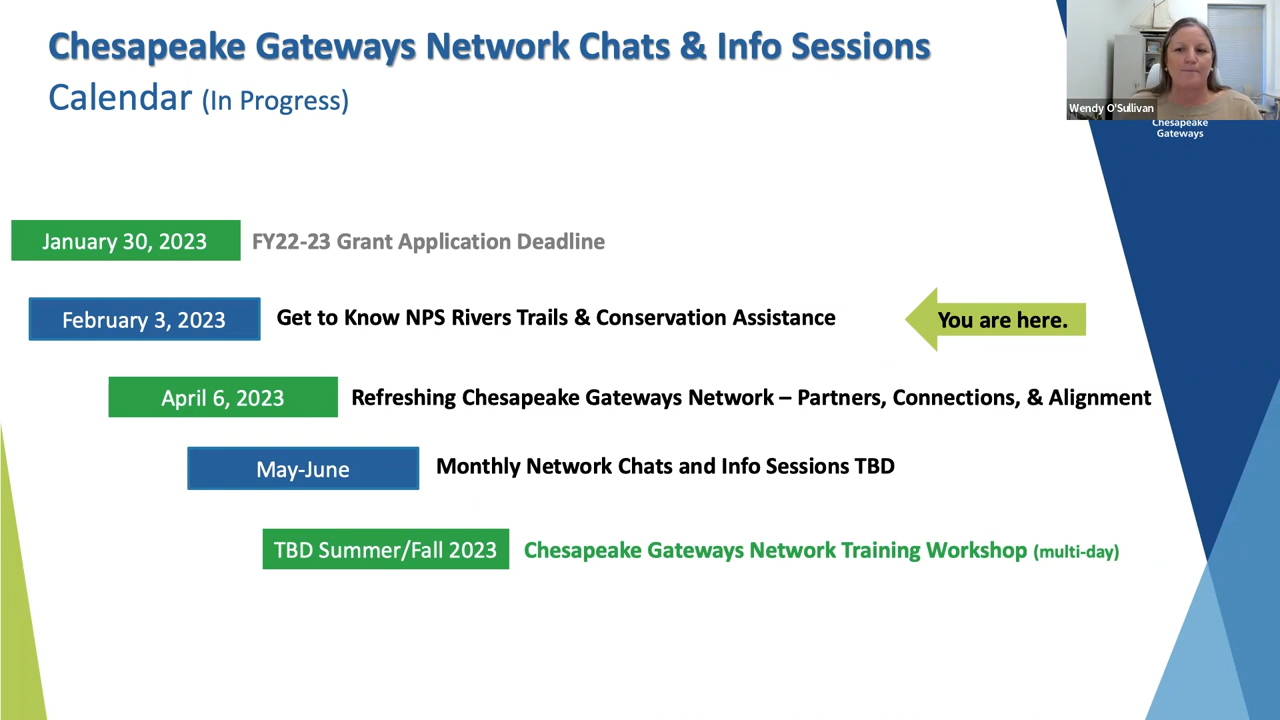 Chesapeake Gateways Network Chats & Info Sessions
Calendar (In Progress)
Wendy O'Sullivan
Chesapeake
Gateways
January 30, 2023 FY22-23 Grant Application Deadline
February 3, 2023 Get to Know NPS Rivers Trails & Conservation Assistance You are here.
April 6, 2023 Refreshing Chesapeake Gateways Network – Partners, Connections, & Alignment
May-June Monthly Network Chats and Info Sessions TBD
TBD Summer/Fall 2023 Chesapeake Gateways Network Training Workshop (multi-day)